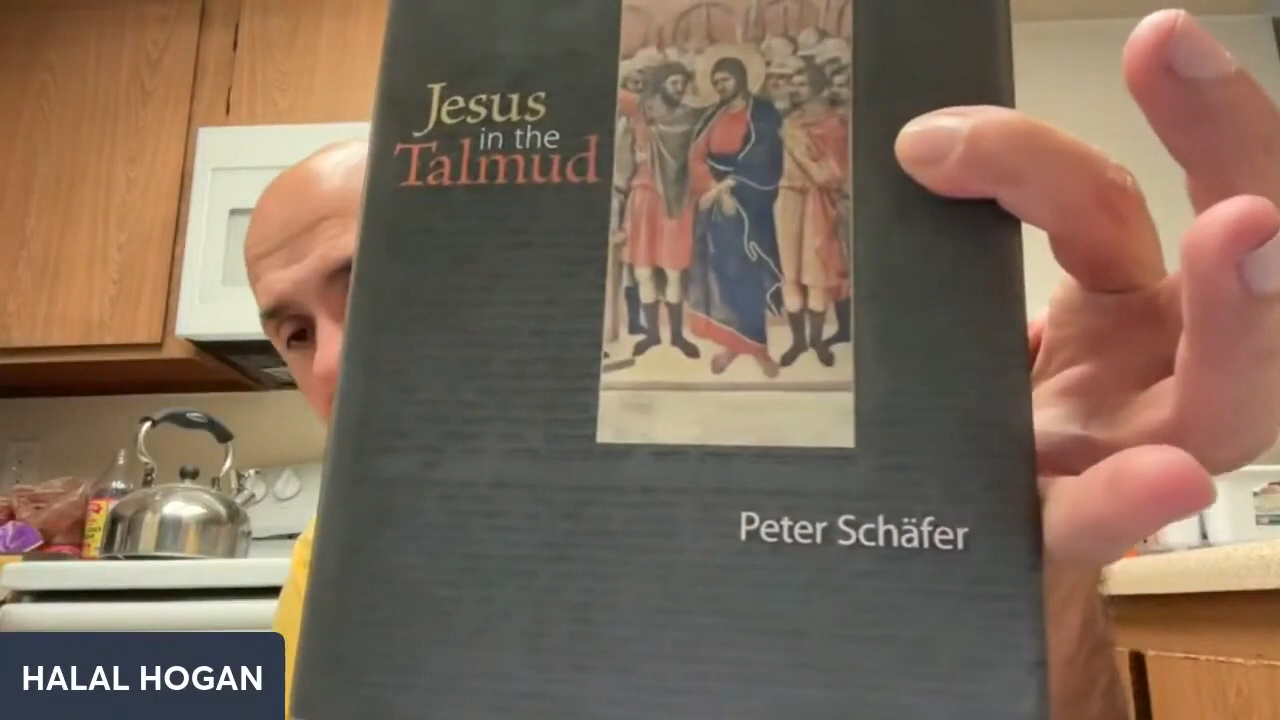 Jesus
in the
Talmud
Peter Schäfer
HALAL HOGAN